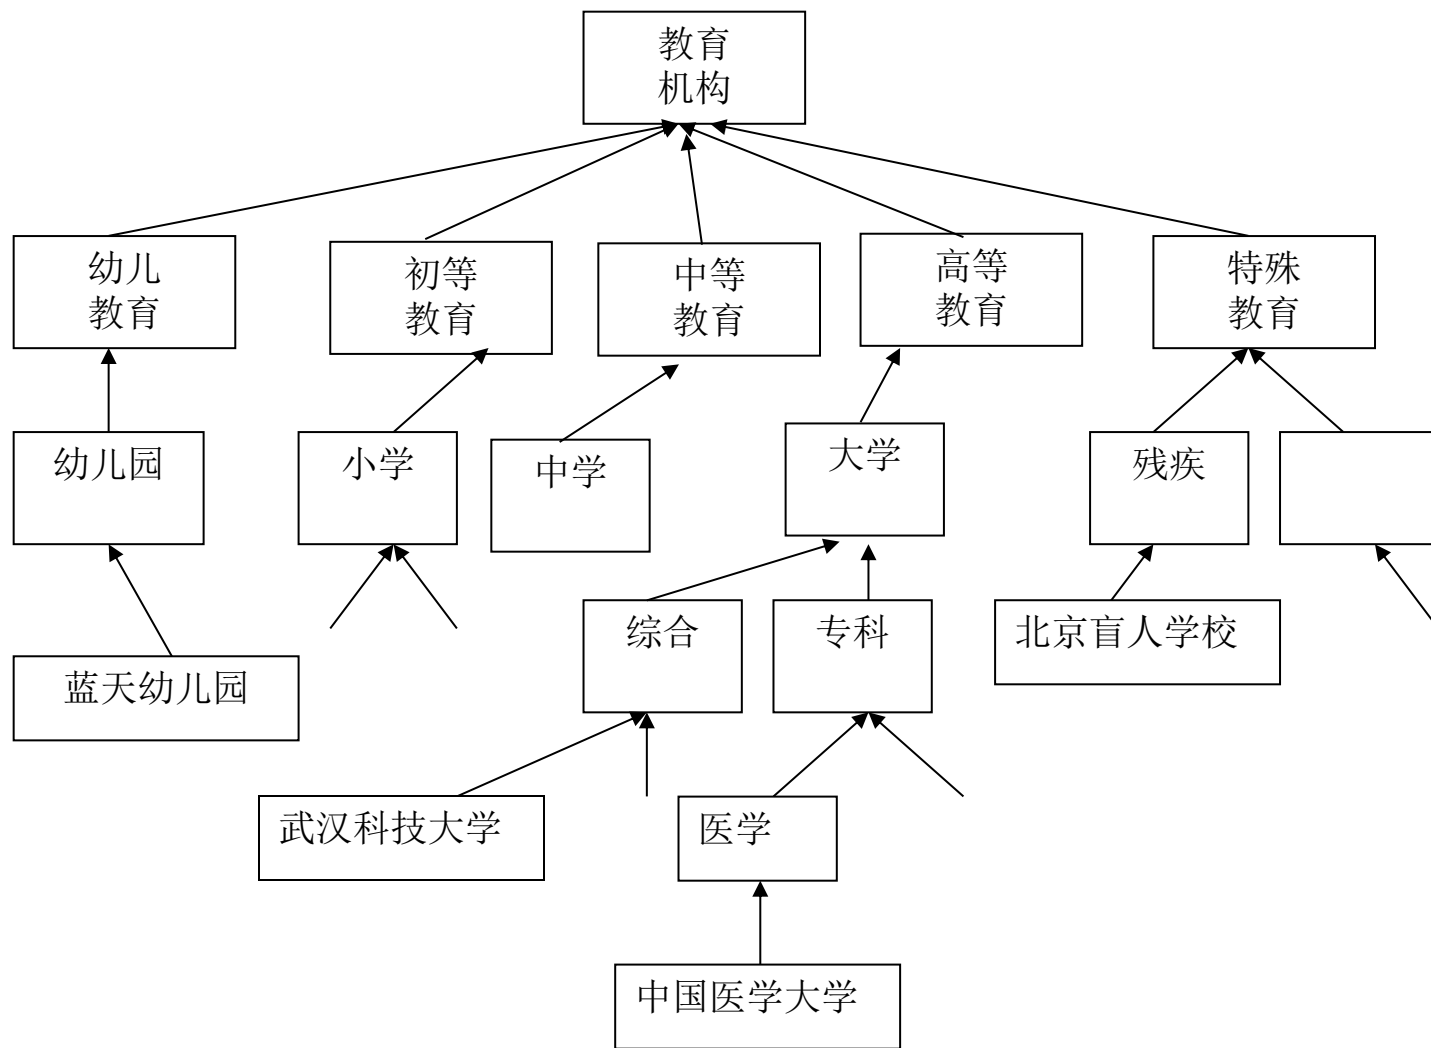 教育
机构
幼儿
教育
初等
教育
中等
教育
高等
教育
特殊
教育
幼儿园
小学
中学
大学
残疾
综合
专科
北京盲人学校
蓝天幼儿园
武汉科技大学
医学
中国医学大学